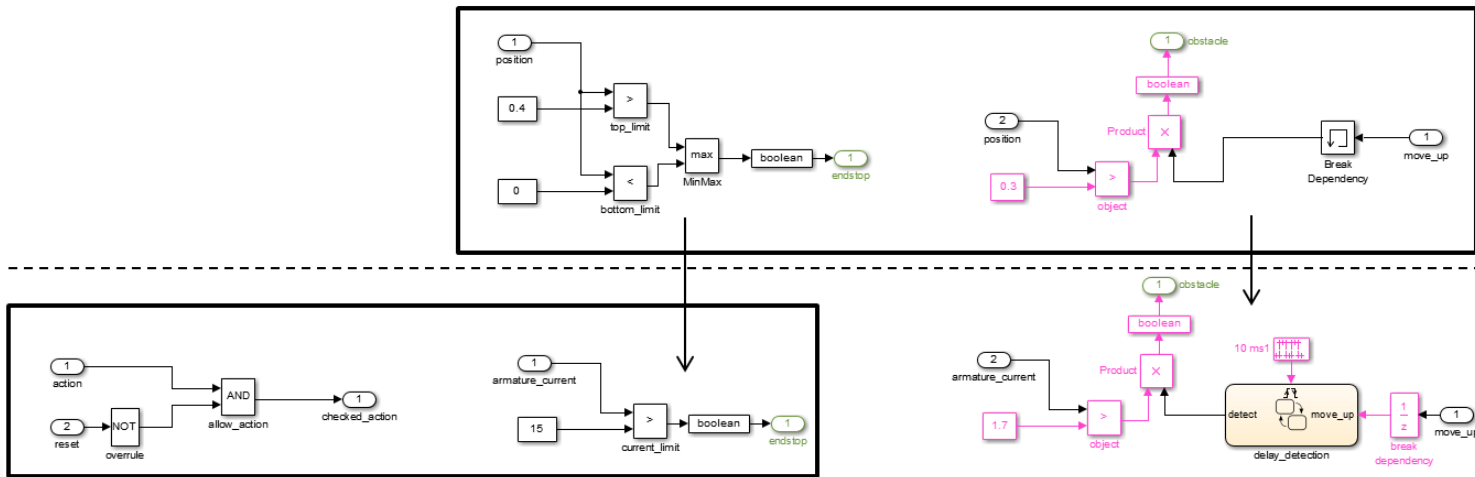 1
position
0.4
>
top_limit
0
<
bottom_limit
max
MinMax
boolean
1
endstop
1
obstacle
boolean
Product
×
2
position
0.3
>
object
Break
Dependency
1
move_up
1
action
2
reset
NOT
overrule
AND
allow_action
1
checked_action
1
armature_current
15
>
current_limit
boolean
1
endstop
1
obstacle
boolean
Product
×
2
armature_current
1.7
>
object
10 ms1
detect
move_up
delay_detection
1
z
break
dependency
1
move_up